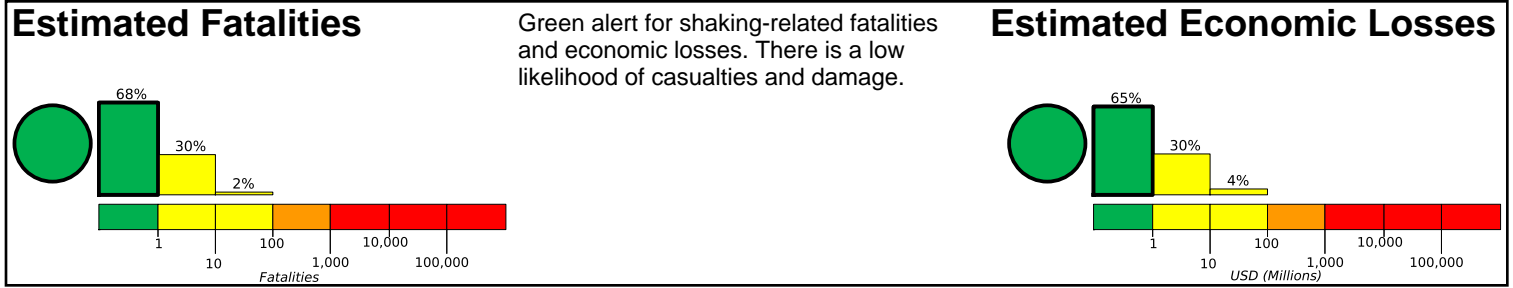 Estimated Fatalities
Green alert for shaking-related fatalities
and economic losses. There is a low
likelihood of casualties and damage.
Estimated Economic Losses
68%
30%
2%
1
100
10,000
10
1,000
100,000
Fatalities
65%
30%
4%
1
100
10,000
10
1,000
100,000
USD (Millions)